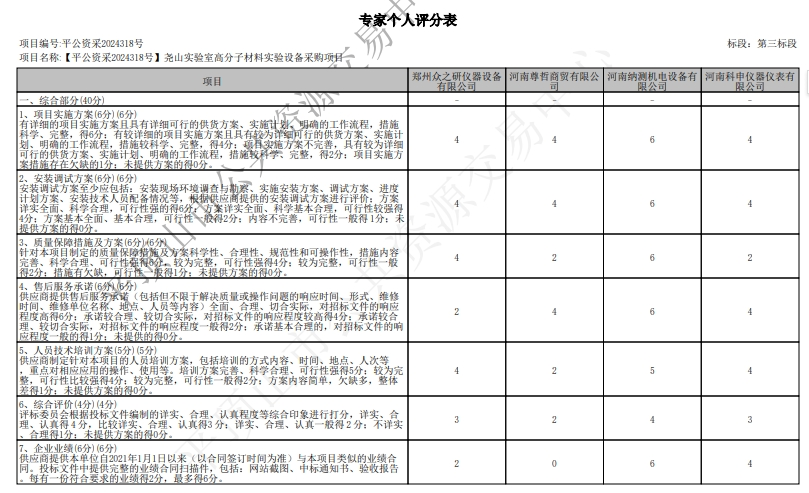 专家个人评分表
项目编号:平公资采2024318号
标段：第三标段
项目名称:【平公资采2024318号】尧山实验室高分子材料实验设备采购项目
项目
郑州众之研仪器设备有限公司
河南尊哲商贸有限公司
河南纳测机电设备有限公司
河南科申仪器仪表有限公司
一、综合部分(40分)
-
-
-
-
1、项目实施方案(6分)(6分)
有详细的项目实施方案且具有详细可行的供货方案、实施计划、明确的工作流程，措施
科学、完整，得6分；有较详细的项目实施方案且具有较为详细可行的供货方案、实施计
划、明确的工作流程，措施较科学、完整，得4分；项目实施方案不完善，具有较为详细
可行的供货方案、实施计划、明确的工作流程，措施较科学、完整，得2分；项目实施方
案措施存在欠缺的1分；未提供方案的得0分。
4
4
6
4
2、安装调试方案(6分)(6分)
安装调试方案至少应包括：安装现场环境调查与勘察、实施安装方案、调试方案、进度
计划方案、安装技术人员配备情况等，根据供应商提供的安装调试方案进行评价：方案
详实全面、科学合理，可行性强的得6分；方案详实全面、科学基本合理，可行性较强得
4分；方案基本全面、基本合理，可行性一般得2分；内容不完善，可行性一般得 1分；未
提供方案的得0分。
4
4
6
4
3、质量保障措施及方案(6分)(6分)
针对本项目制定的质量保障措施及方案科学性、合理性、规范性和可操作性，措施内容
完善、科学合理、可行性强得6分，较为完整，可行性强得4分；较为完整，可行性一般
得2分；措施有欠缺，可行性一般得1分；未提供方案的得0分。
4
2
6
2
4、售后服务承诺(6分)(6分)
供应商提供售后服务承诺（包括但不限于解决质量或操作问题的响应时间、形式、维修
时间、维修单位名称、地点、人员等内容）全面、合理、切合实际，对招标文件的响应
程度高得6分；承诺较合理、较切合实际，对招标文件的响应程度较高得4分；承诺较合
理、较切合实际，对招标文件的响应程度一般得2分；承诺基本合理的，对招标文件的响
应程度一般的得1分；未提供的得0分。
2
4
6
4
5、人员技术培训方案(5分)(5分)
供应商制定针对本项目的人员培训方案，包括培训的方式内容、时间、地点、人次等
，重点对相应应用的操作、使用等。培训方案完善、科学合理、可行性强得5分；较为完
整，可行性比较强得4分；较为完整，可行性一般得2分；方案内容简单，欠缺多，整体
差得1分；未提供方案的得0分。
4
2
5
4
6、综合评价(4分)(4分)
评标委员会根据投标文件编制的详实、合理、认真程度等综合印象进行打分，详实、合
理、认真得 4 分，比较详实、合理、认真得3 分；详实、合理、认真一般得 2 分；不详实
、合理得1分；未提供方案的得0分。
3
2
4
3
7、企业业绩(6分)(6分)
供应商提供本单位自2021年1月1日以来（以合同签订时间为准）与本项目类似的业绩合
同。投标文件中提供完整的业绩合同扫描件，包括：网站截图、中标通知书、验收报告
。每有一份符合要求的业绩得2分，最多得6分。
2
0
6
4